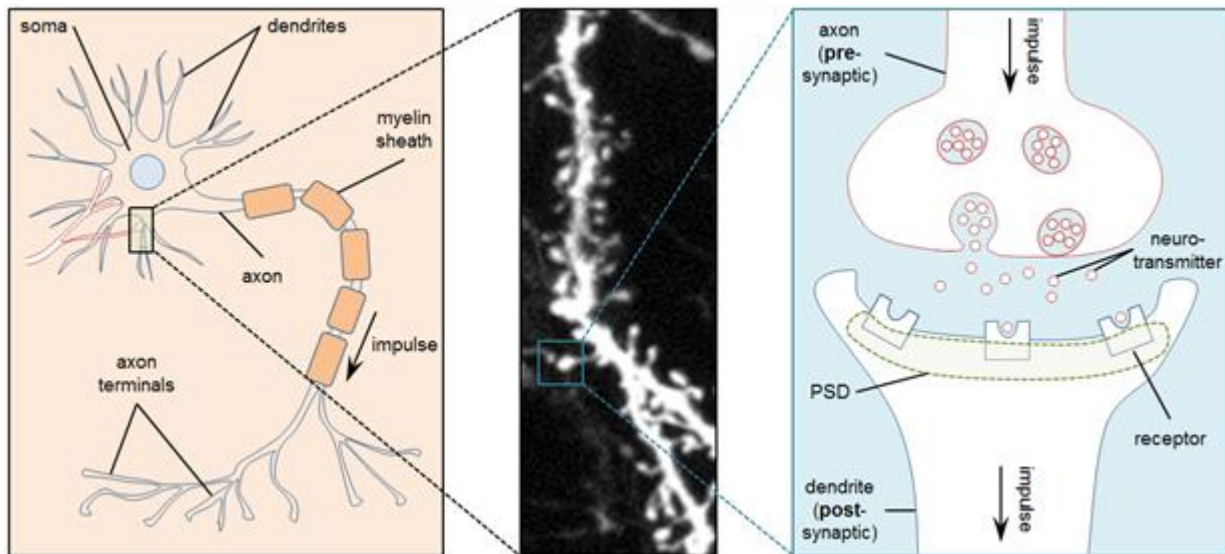 soma
dendrites
myelin
sheath
axon
impulse
axon
terminals
axon
(pre-
synaptic)
impulse
neuro-
transmitter
PSD
receptor
dendrite
(post-
synaptic)
impulse